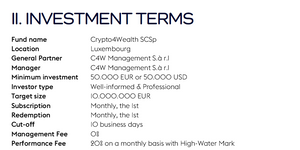 II. INVESTMENT TERMS
Fund name Crypto4Wealth SCSp
Location Luxembourg
General Partner C4W Management S.à r.l
Manager C4W Management S.à r.l
Minimum investment 50.000 EUR or 50.000 USD
Investor type Well-informed & Professional
Target size 10.000.000 EUR
Subscription Monthly, the 1st
Redemption Monthly, the 1st
Cut-off 10 business days
Management Fee 0%
Performance Fee 20% on a monthly basis with High-Water Mark